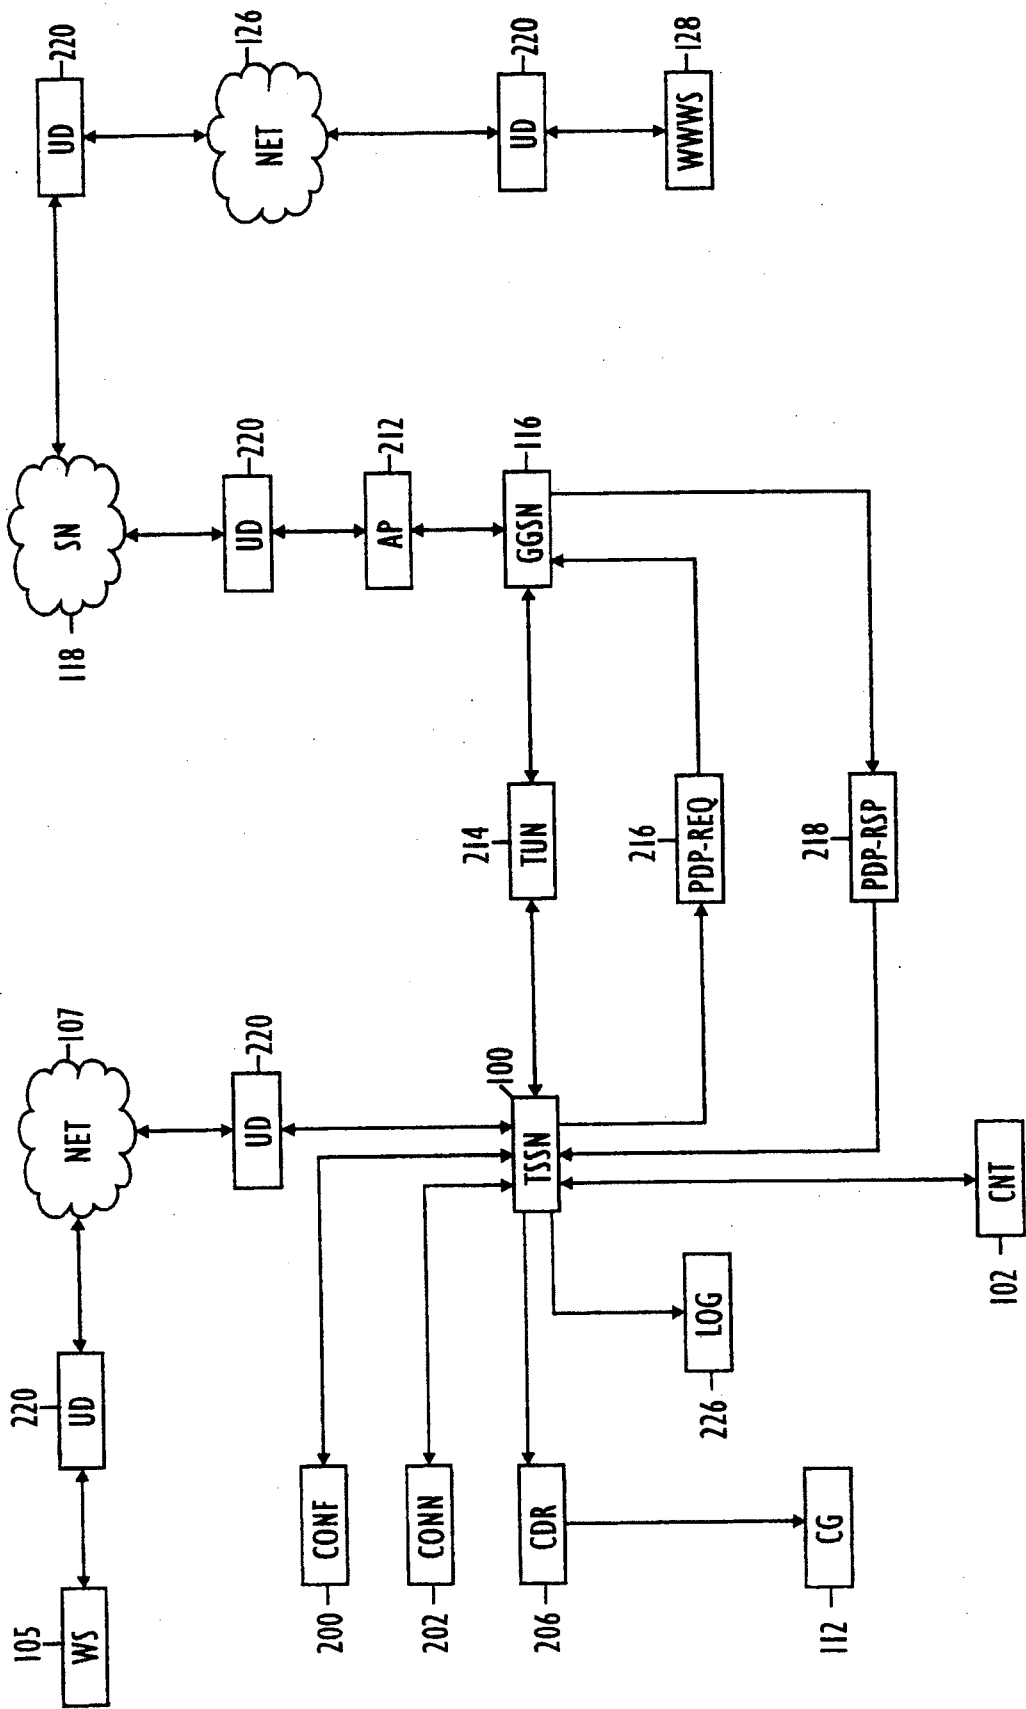 105
WS
220
UD
107
NET
118
SN
220
UD
126
NET
220
UD
128
WWWS
220
UD
220
UD
212
AP
116
GGSN
200
CONF
202
CONN
206
CDR
100
TSSN
214
TUN
216
PDP-REQ
218
PDP-RSP
226
LOG
112
CG
102
CNT